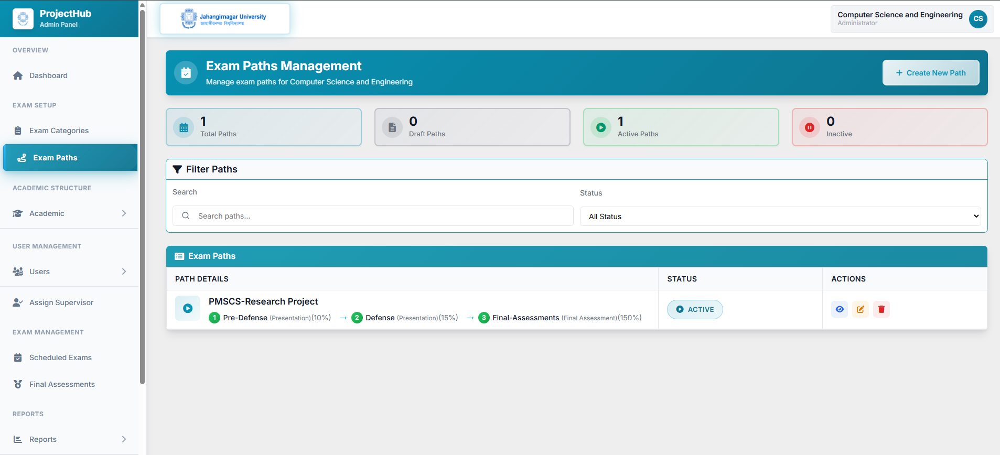 ProjectHub
Admin Panel
Jahangirnagar University
জাহাঙ্গীরনগর বিশ্ববিদ্যালয়
Computer Science and Engineering
Administrator
CS
OVERVIEW
Dashboard
EXAM SETUP
Exam Categories
Exam Paths
ACADEMIC STRUCTURE
Academic
USER MANAGEMENT
Users
Assign Supervisor
EXAM MANAGEMENT
Scheduled Exams
Final Assessments
REPORTS
Reports
Exam Paths Management
Manage exam paths for Computer Science and Engineering
+ Create New Path
1
Total Paths
0
Draft Paths
1
Active Paths
0
Inactive
Filter Paths
Search
Search paths...
Status
All Status
Exam Paths
PATH DETAILS STATUS ACTIONS
PMSCS-Research Project
1 Pre-Defense (Presentation)(10%) → 2 Defense (Presentation)(15%) → 3 Final-Assessments (Final Assessment)(150%)
ACTIVE